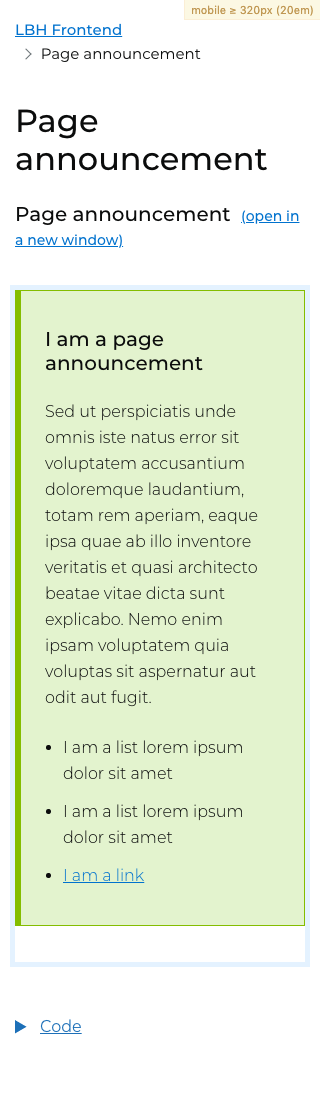 mobile ≥ 320px (20em)
LBH Frontend
Page announcement
Page
announcement
Page announcement (open in
a new window)
I am a page
announcement
Sed ut perspiciatis unde
omnis iste natus error sit
voluptatem accusantium
doloremque laudantium,
totam rem aperiam, eaque
ipsa quae ab illo inventore
veritatis et quasi architecto
beatae vitae dicta sunt
explicabo. Nemo enim
ipsam voluptatem quia
voluptas sit aspernatur aut
odit aut fugit.
I am a list lorem ipsum
dolor sit amet
I am a list lorem ipsum
dolor sit amet
I am a link
Code